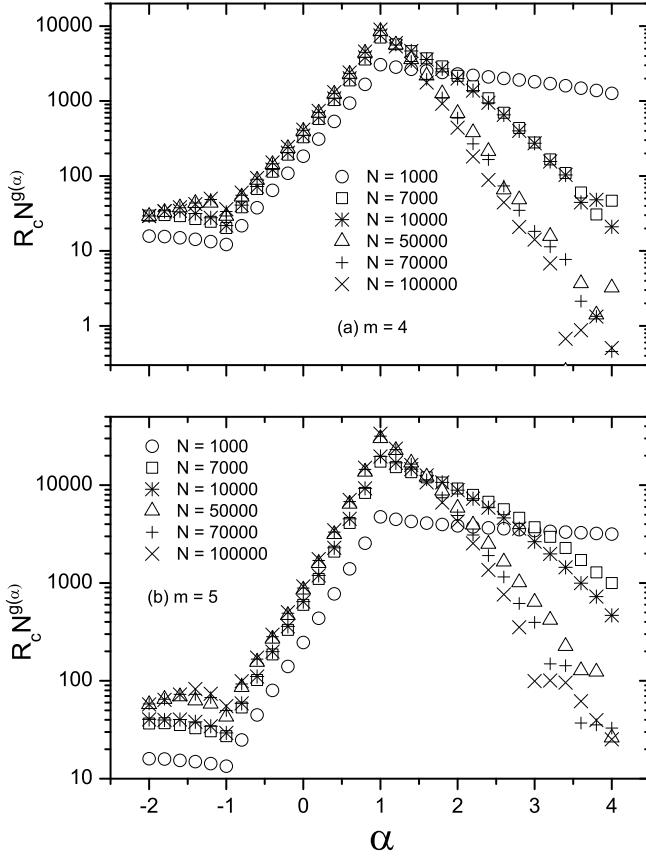 10000
1000
100
10
1
R_c N^g(α)
N = 1000
N = 7000
N = 10000
N = 50000
N = 70000
N = 100000
(a) m = 4
10000
1000
100
10
R_c N^g(α)
N = 1000
N = 7000
N = 10000
N = 50000
N = 70000
N = 100000
(b) m = 5
-2 -1 0 1 2 3 4
α